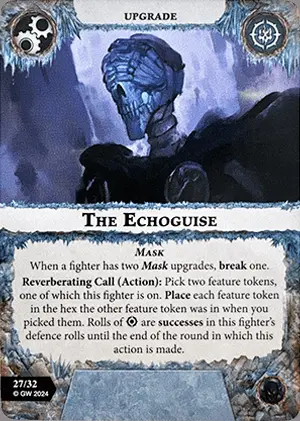 UPGRADE
THE ECHOGUISE
MASK
When a fighter has two Mask upgrades, break one.
Reverberating Call (Action): Pick two feature tokens,
one of which this fighter is on. Place each feature token
in the hex the other feature token was in when you
picked them. Rolls of are successes in this fighter's
defence rolls until the end of the round in which this
action is made.
27/32
© GW 2024